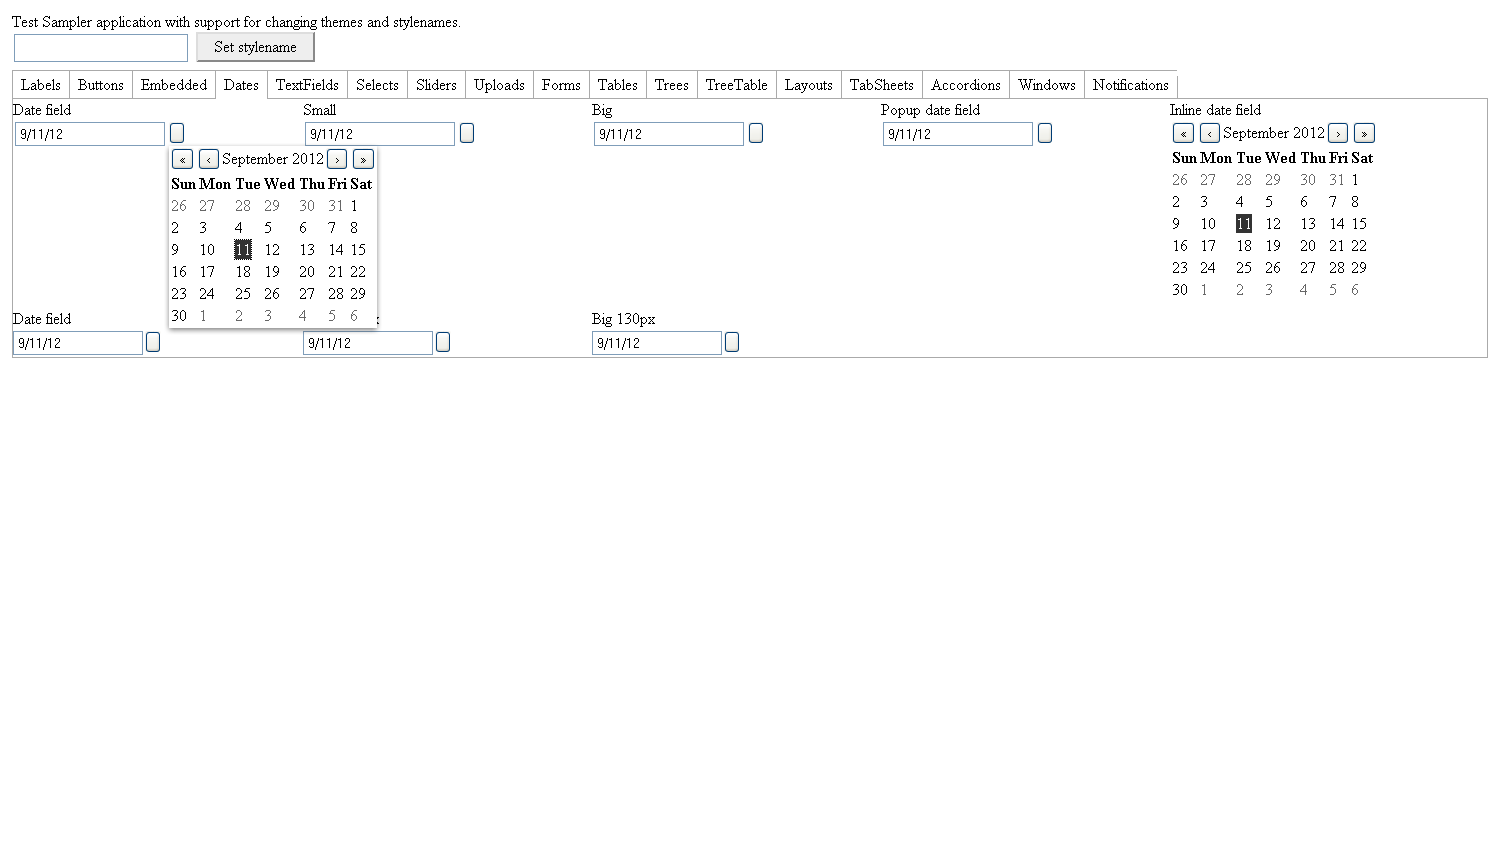 Test Sampler application with support for changing themes and stylenames.
Set stylename
Labels Buttons Embedded Dates TextFields Selects Sliders Uploads Forms Tables Trees TreeTable Layouts TabSheets Accordions Windows Notifications
Date field Small Big Popup date field Inline date field
9/11/12 9/11/12 9/11/12 9/11/12
« ‹ September 2012 › »
Sun Mon Tue Wed Thu Fri Sat
26 27 28 29 30 31 1
2 3 4 5 6 7 8
9 10 11 12 13 14 15
16 17 18 19 20 21 22
23 24 25 26 27 28 29
30 1 2 3 4 5 6
« ‹ September 2012 › »
Sun Mon Tue Wed Thu Fri Sat
26 27 28 29 30 31 1
2 3 4 5 6 7 8
9 10 11 12 13 14 15
16 17 18 19 20 21 22
23 24 25 26 27 28 29
30 1 2 3 4 5 6
Date field Big 130px
9/11/12 9/11/12 9/11/12